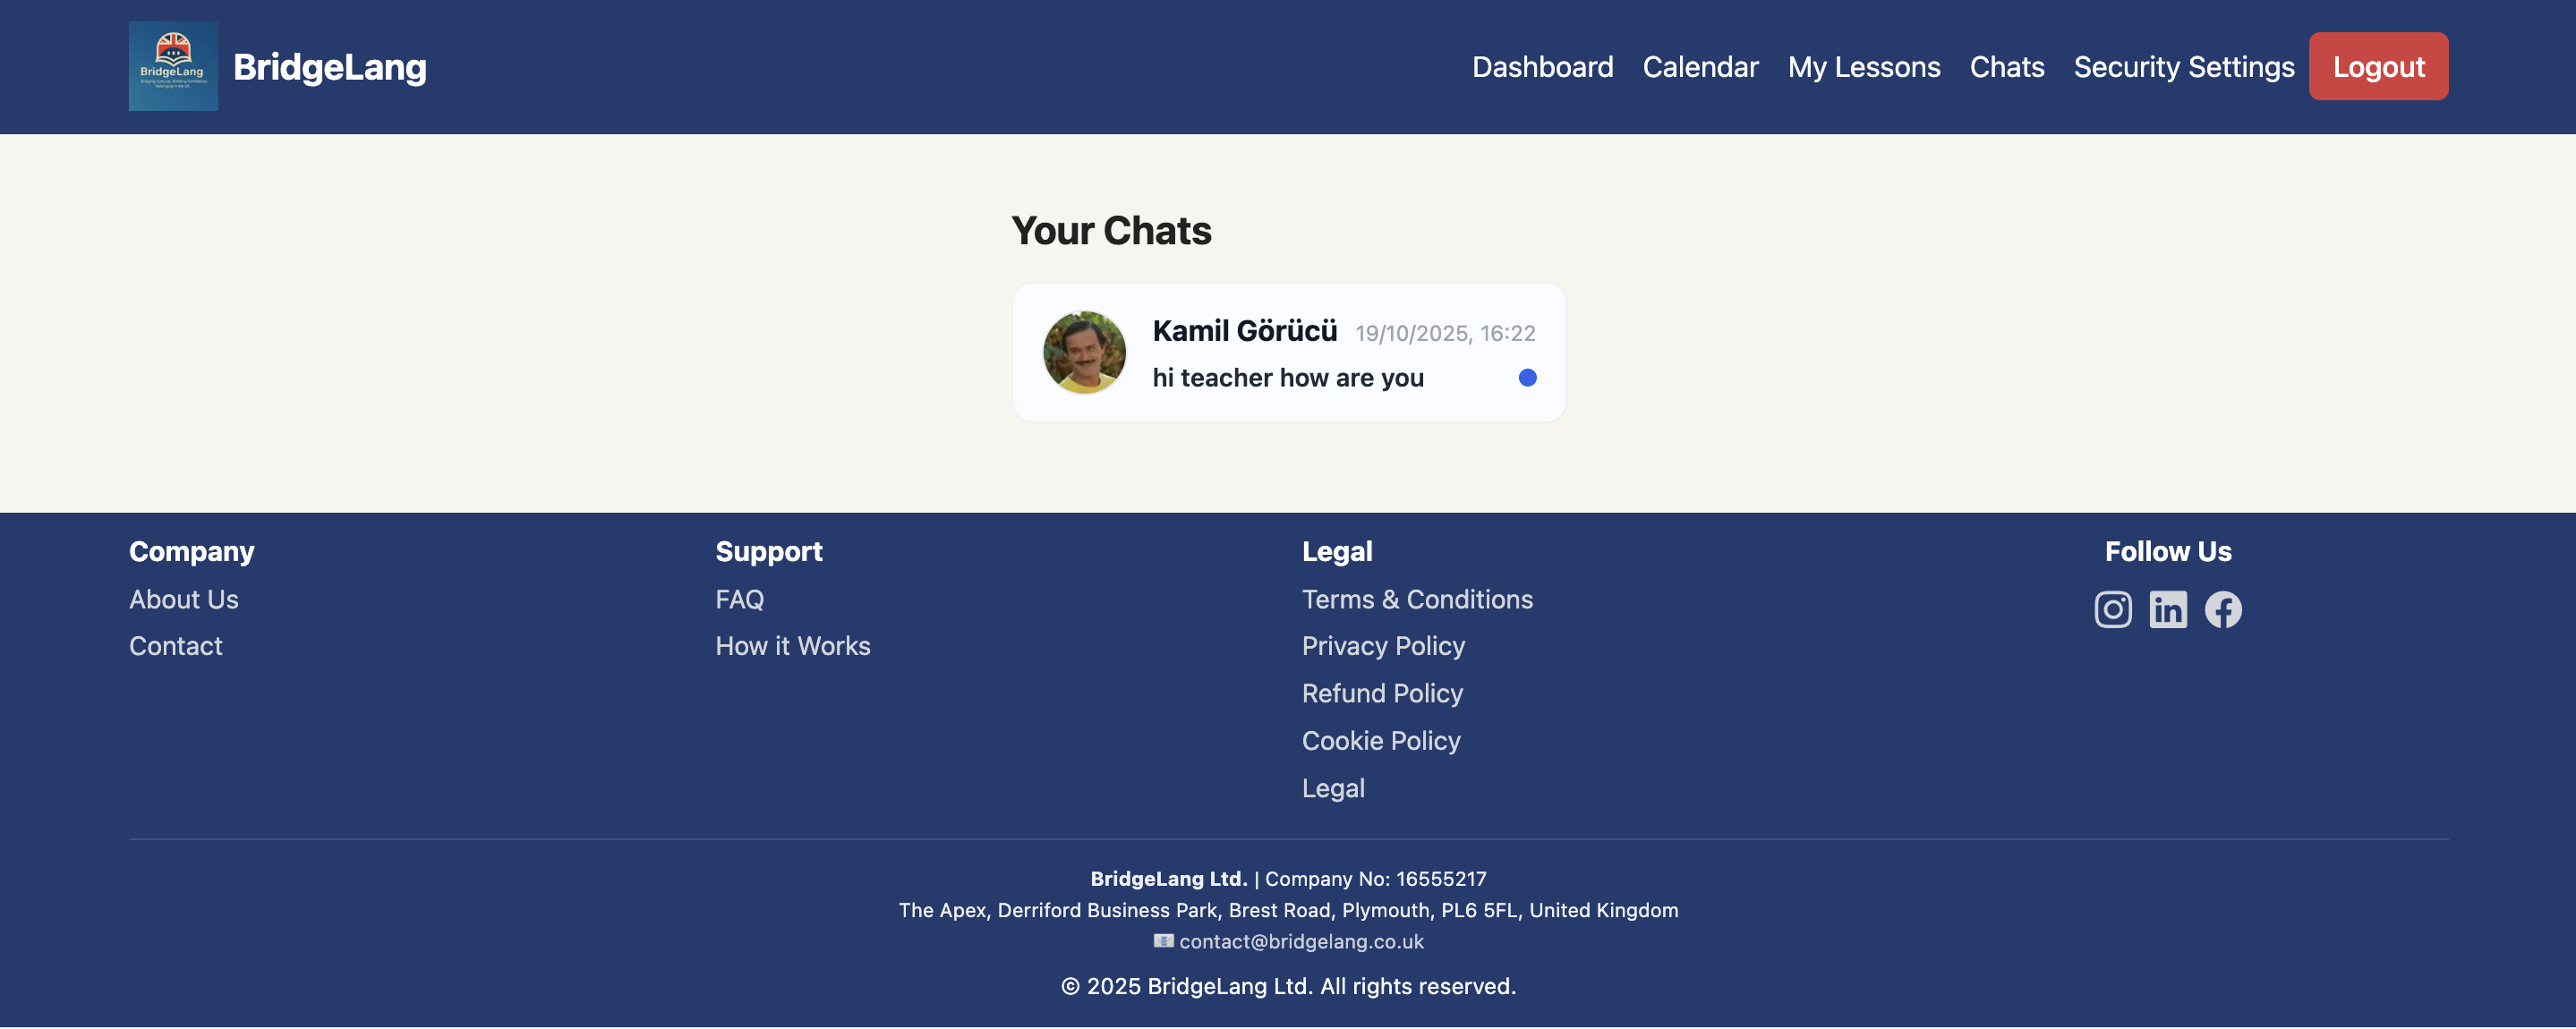 BridgeLang
BridgeLang
Dashboard
Calendar
My Lessons
Chats
Security Settings
Logout
Your Chats
Kamil Görücü
19/10/2025, 16:22
hi teacher how are you
Company
About Us
Contact
Support
FAQ
How it Works
Legal
Terms & Conditions
Privacy Policy
Refund Policy
Cookie Policy
Legal
Follow Us
BridgeLang Ltd. | Company No: 16555217
The Apex, Derriford Business Park, Brest Road, Plymouth, PL6 5FL, United Kingdom
contact@bridgelang.co.uk
© 2025 BridgeLang Ltd. All rights reserved.